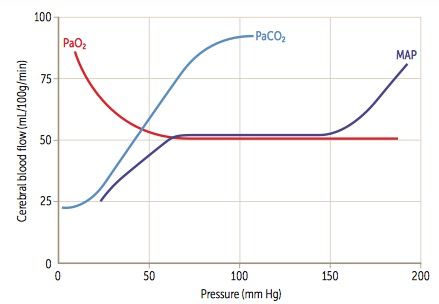 100
PaO₂
PaCO₂
MAP
75
50
25
0
0 50 100 150 200
Cerebral blood flow (mL/100g/min)
Pressure (mm Hg)